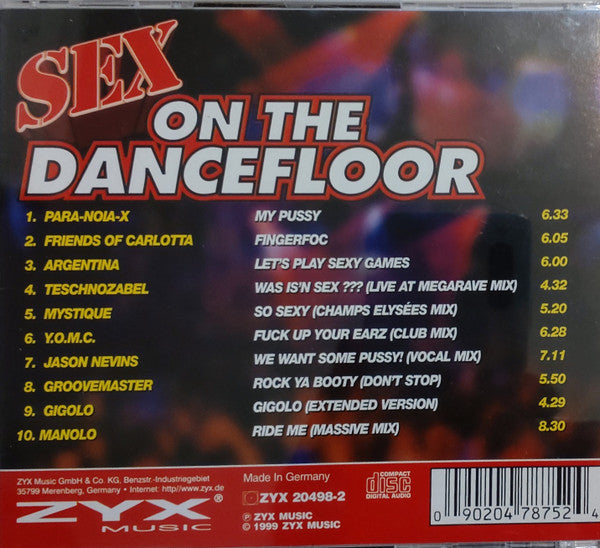 SEX
ON THE
DANCEFLOOR
1. PARA-NOIA-X MY PUSSY 6.33
2. FRIENDS OF CARLOTTA FINGERFOC 6.05
3. ARGENTINA LET'S PLAY SEXY GAMES 6.00
4. TESCHNOZABEL WAS IS'N SEX ??? (LIVE AT MEGARAVE MIX) 4.32
5. MYSTIQUE SO SEXY (CHAMPS ELYSÉES MIX) 5.20
6. Y.O.M.C. FUCK UP YOUR EARZ (CLUB MIX) 6.28
7. JASON NEVINS WE WANT SOME PUSSY! (VOCAL MIX) 7.11
8. GROOVEMASTER ROCK YA BOOTY (DON'T STOP) 5.50
9. GIGOLO GIGOLO (EXTENDED VERSION) 4.29
10. MANOLO RIDE ME (MASSIVE MIX) 8.30
ZYX Music GmbH & Co. KG, Benzstr.-Industriegebiet
35799 Merenberg, Germany • Internet: http//www.zyx.de
ZYX®
MUSIC
Made In Germany
ZYX 20498-2
Ⓟ ZYX MUSIC
© 1999 ZYX MUSIC
COMPACT
disc
DIGITAL AUDIO
0 90204 78752 4